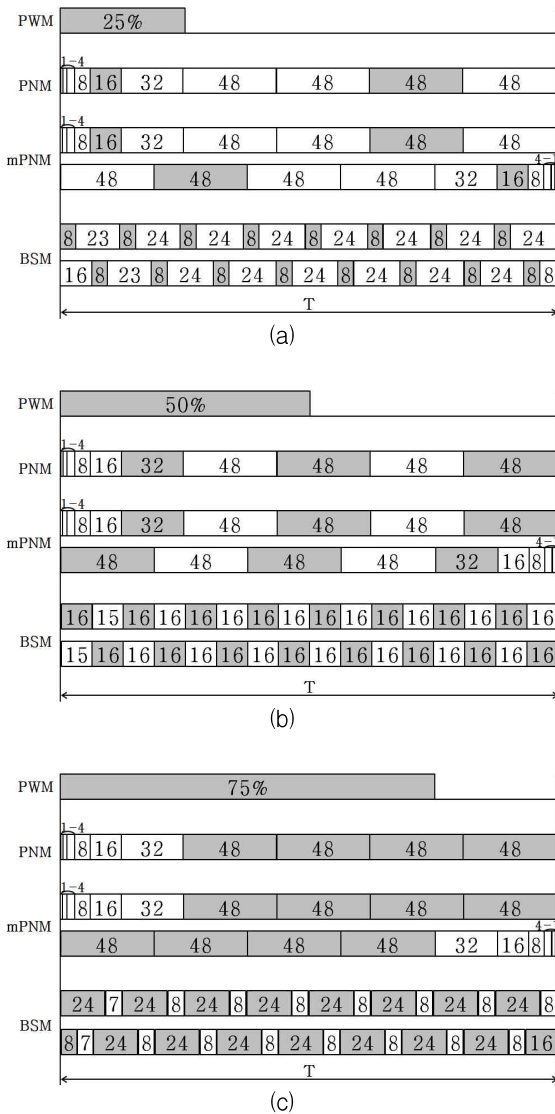 PWM 25%
1-4
PNM 8 16 32 48 48 48 48
1-4
8 16 32 48 48 48 48
mPNM
4-1
48 48 48 48 32 16 8
8 23 8 24 8 24 8 24 8 24 8 24 8 24 8 24
BSM
16 8 23 8 24 8 24 8 24 8 24 8 24 8 24 8 8
T
(a)
PWM 50%
1-4
PNM 8 16 32 48 48 48 48
1-4
8 16 32 48 48 48 48
mPNM
4-1
48 48 48 48 32 16 8
16 15 16 16 16 16 16 16 16 16 16 16 16 16 16 16
BSM
15 16 16 16 16 16 16 16 16 16 16 16 16 16 16 16
T
(b)
PWM 75%
1-4
PNM 8 16 32 48 48 48 48
1-4
8 16 32 48 48 48 48
mPNM
4-1
48 48 48 48 32 16 8
24 7 24 8 24 8 24 8 24 8 24 8 24 8 24 8
BSM
8 7 24 8 24 8 24 8 24 8 24 8 24 8 24 8 16
T
(c)